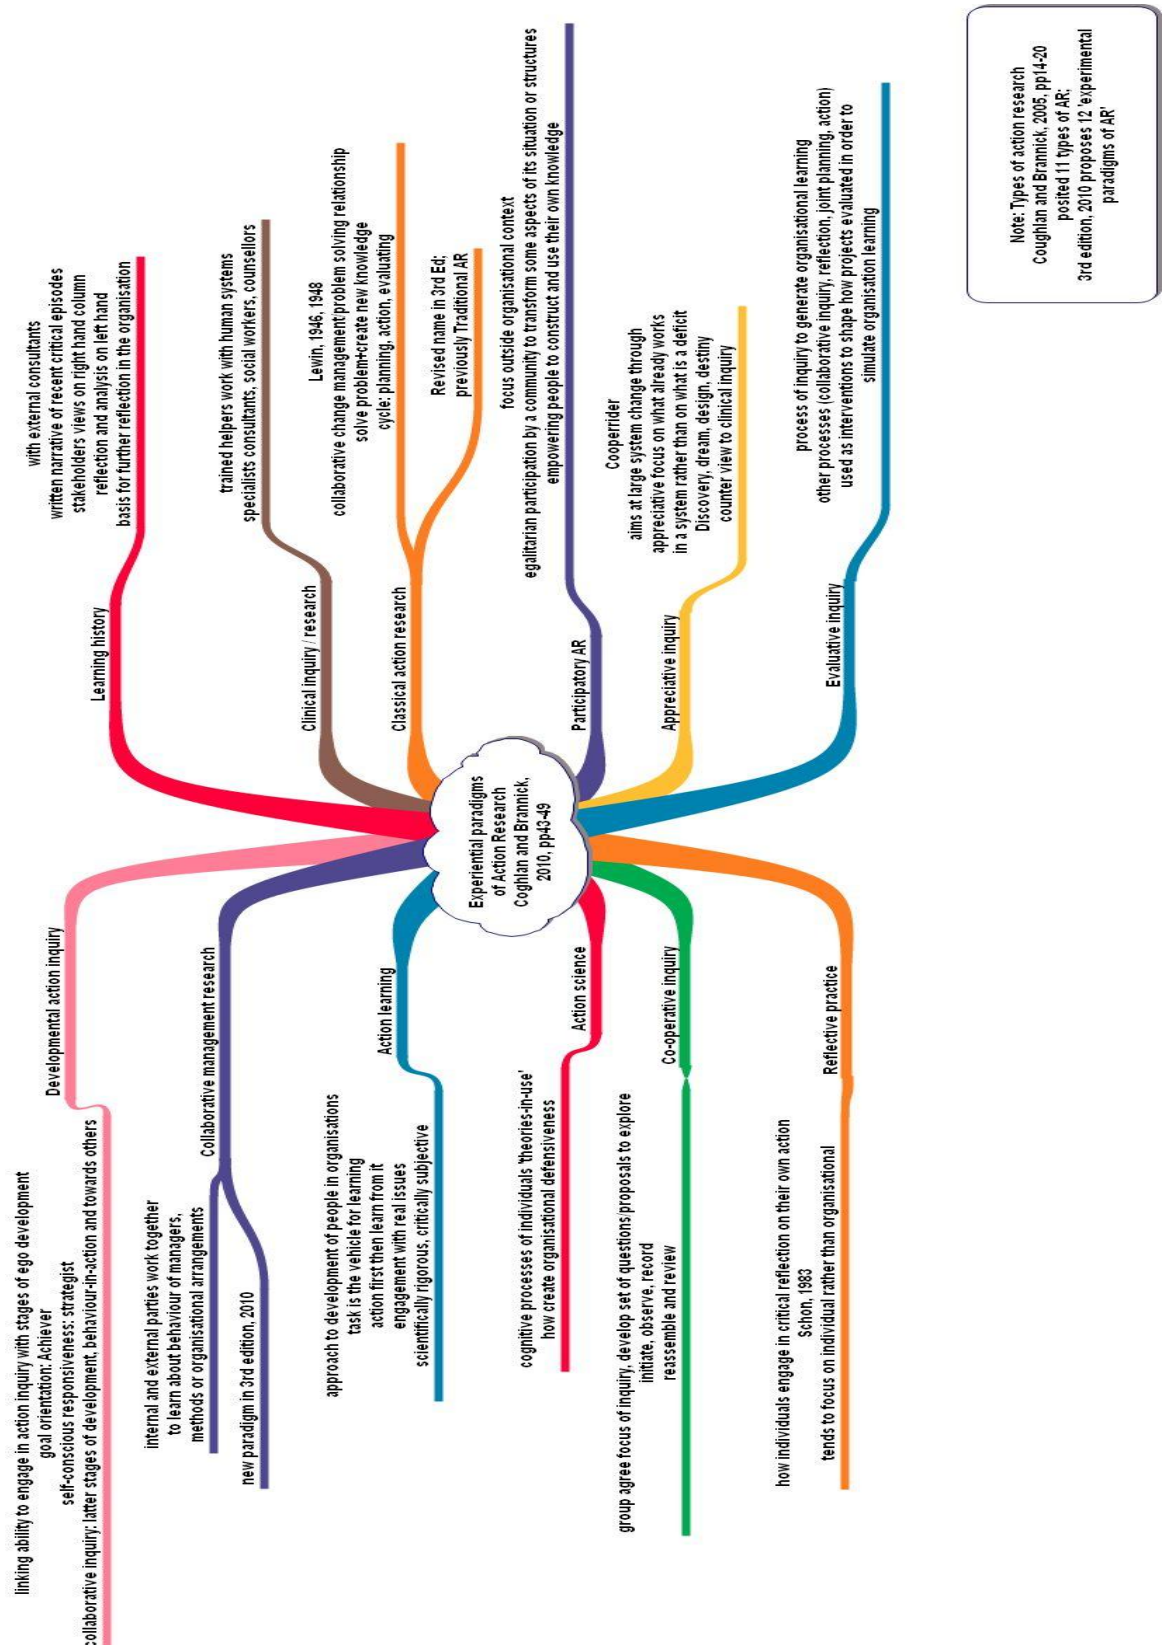 Experiential paradigms
of Action Research
Coghlan and Brannick,
2010, pp43-49
Learning history
with external consultants
written narrative of recent critical episodes
stakeholders views on right hand column
reflection and analysis on left hand
basis for further reflection in the organisation
Clinical inquiry / research
trained helpers work with human systems
specialists consultants, social workers, counsellors
Classical action research
Lewin, 1946, 1948
collaborative change management/problem solving relationship
solve problem+create new knowledge
cycle: planning, action, evaluating
Revised name in 3rd Ed;
previously Traditional AR
Participatory AR
focus outside organisational context
egalitarian participation by a community to transform some aspects of its situation or structures
empowering people to construct and use their own knowledge
Appreciative inquiry
Cooperrider
aims at large system change through
appreciative focus on what already works
in a system rather than on what is a deficit
Discovery, dream, design, destiny
counter view to clinical inquiry
Evaluative inquiry
process of inquiry to generate organisational learning
other processes (collaborative inquiry, reflection, joint planning, action)
used as interventions to shape how projects evaluated in order to
simulate organisation learning
Developmental action inquiry
linking ability to engage in action inquiry with stages of ego development
goal orientation: Achiever
self-conscious responsiveness: strategist
collaborative inquiry: latter stages of development, behaviour-in-action and towards others
Collaborative management research
internal and external parties work together
to learn about behaviour of managers,
methods or organisational arrangements
new paradigm in 3rd edition, 2010
Action learning
approach to development of people in organisations
task is the vehicle for learning
action first then learn from it
engagement with real issues
scientifically rigorous, critically subjective
Action science
cognitive processes of individuals 'theories-in-use'
how create organisational defensiveness
Co-operative inquiry
group agree focus of inquiry, develop set of questions/proposals to explore
initiate, observe, record
reassemble and review
Reflective practice
how individuals engage in critical reflection on their own action
Schon, 1983
tends to focus on individual rather than organisational
Note: Types of action research
Coughlan and Brannick, 2005, pp14-20
posited 11 types of AR;
3rd edition, 2010 proposes 12 'experimental
paradigms of AR'